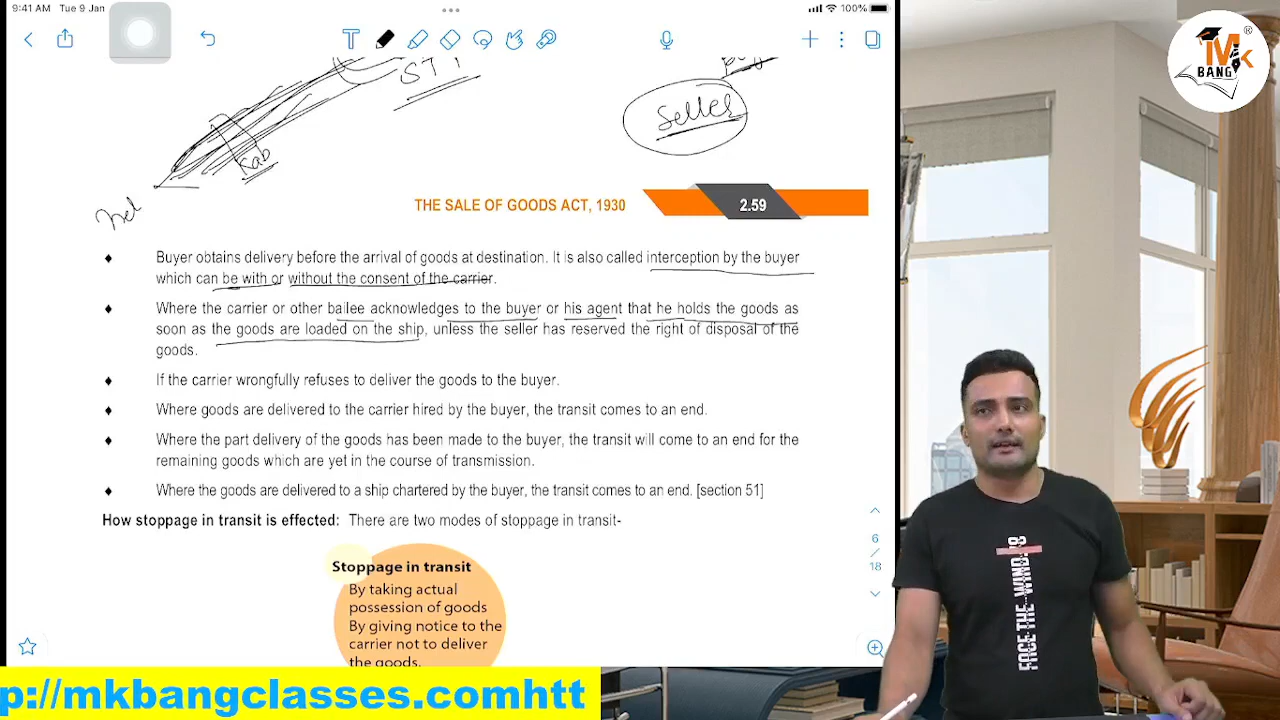 9:41 AM Tue 9 Jan
100%
STP
Seller
Sad
THE SALE OF GOODS ACT, 1930
2.59
Buyer obtains delivery before the arrival of goods at destination. It is also called interception by the buyer
which can be with or without the consent of the carrier.
Where the carrier or other bailee acknowledges to the buyer or his agent that he holds the goods as
soon as the goods are loaded on the ship, unless the seller has reserved the right of disposal of the
goods.
If the carrier wrongfully refuses to deliver the goods to the buyer.
Where goods are delivered to the carrier hired by the buyer, the transit comes to an end.
Where the part delivery of the goods has been made to the buyer, the transit will come to an end for the
remaining goods which are yet in the course of transmission.
Where the goods are delivered to a ship chartered by the buyer, the transit comes to an end. [section 51]
How stoppage in transit is effected: There are two modes of stoppage in transit-
Stoppage in transit
By taking actual
possession of goods
By giving notice to the
carrier not to deliver
the goods.
6
/
18
MK
BANG
®
FACE THE WIND.
p://mkbangclasses.comhtt